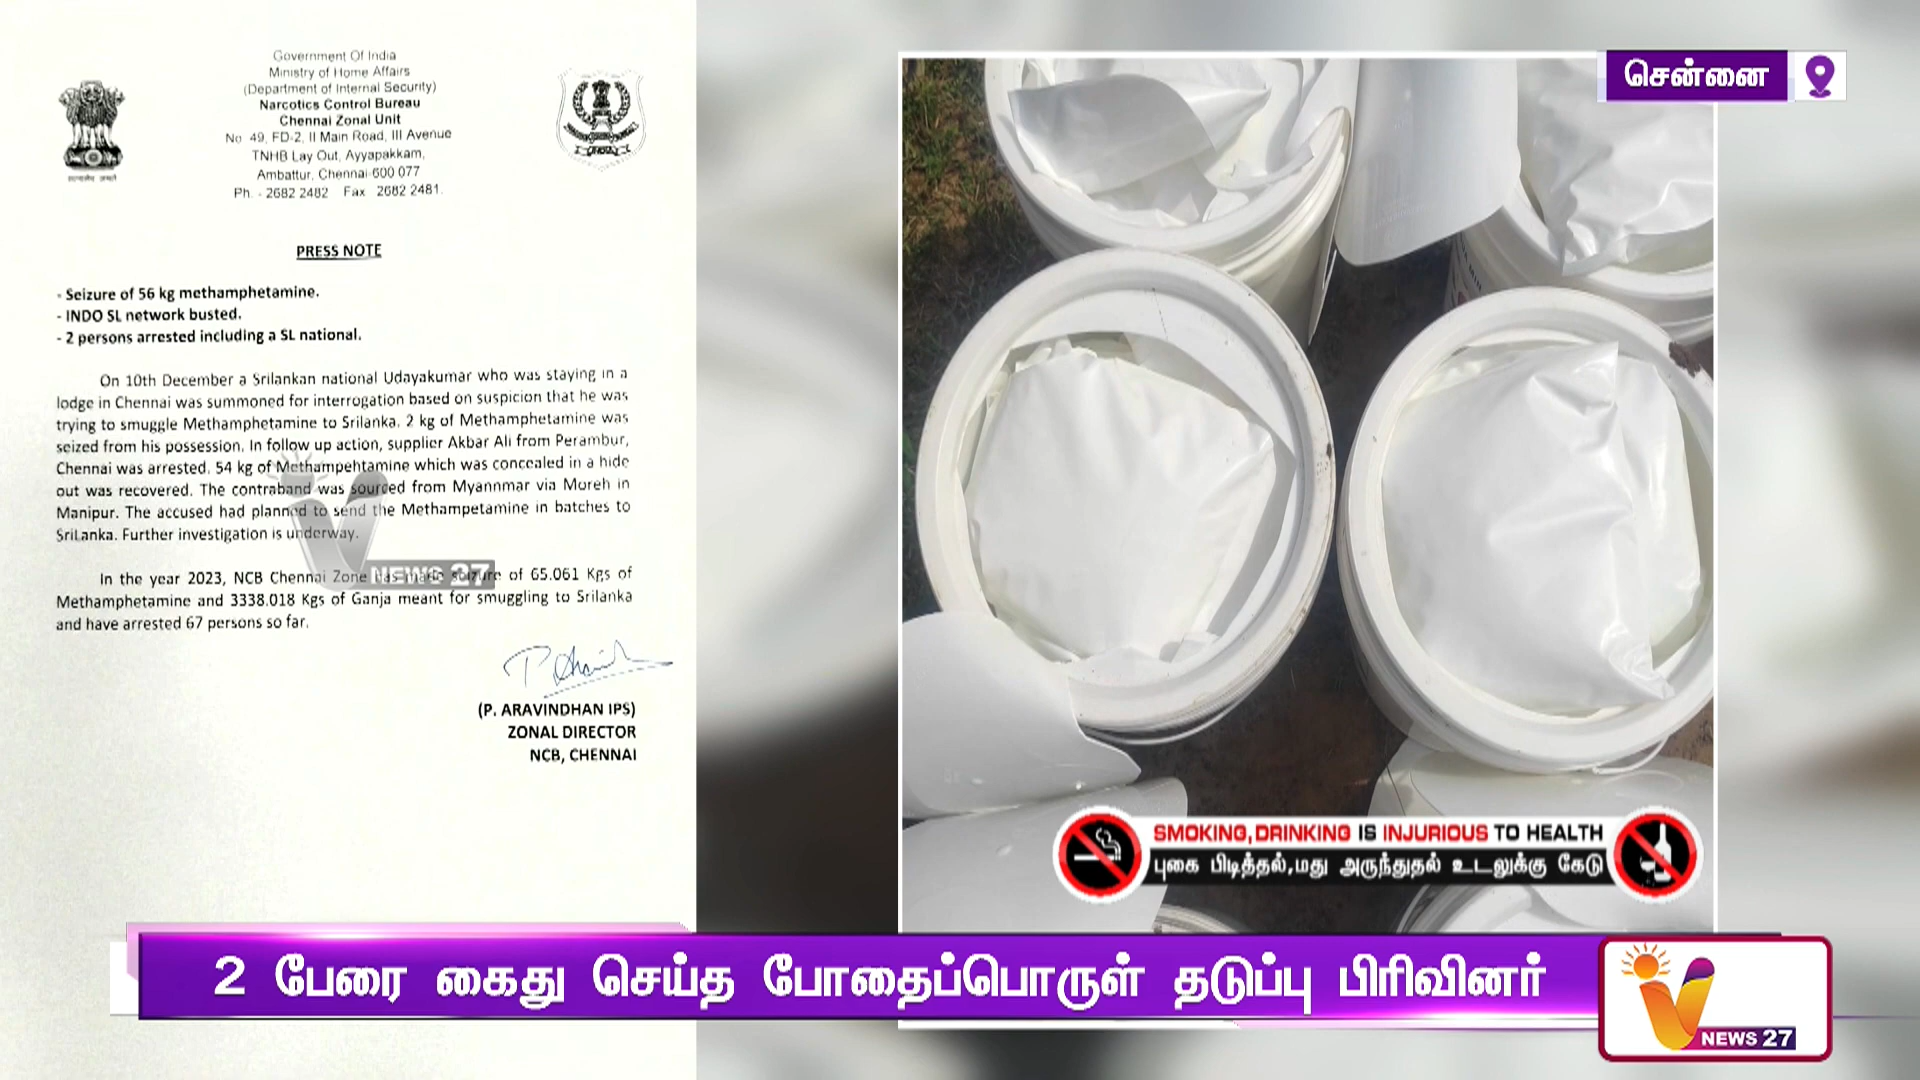 Government Of India
Ministry of Home Affairs
(Department of Internal Security)
Narcotics Control Bureau
Chennai Zonal Unit
No 49, FD-2, II Main Road, III Avenue
TNHB Lay Out, Ayyapakkam,
Ambattur, Chennai-600 077
Ph. - 2682 2482 Fax 2682 2481.
सत्यमेव जयते
PRESS NOTE
- Seizure of 56 kg methamphetamine.
- INDO SL network busted.
- 2 persons arrested including a SL national.
On 10th December a Srilankan national Udayakumar who was staying in a
lodge in Chennai was summoned for interrogation based on suspicion that he was
trying to smuggle Methamphetamine to Srilanka. 2 kg of Methamphetamine was
seized from his possession. In follow up action, supplier Akbar Ali from Perambur,
Chennai was arrested. 54 kg of Methampehtamine which was concealed in a hide
out was recovered. The contraband was sourced from Myannmar via Moreh in
Manipur. The accused had planned to send the Methampetamine in batches to
SriLanka. Further investigation is underway.
In the year 2023, NCB Chennai Zone has made seizure of 65.061 Kgs of
Methamphetamine and 3338.018 Kgs of Ganja meant for smuggling to Srilanka
and have arrested 67 persons so far.
NEWS 27
(P. ARAVINDHAN IPS)
ZONAL DIRECTOR
NCB, CHENNAI
சென்னை
SMOKING, DRINKING IS INJURIOUS TO HEALTH
புகை பிடித்தல்,மது அருந்துதல் உடலுக்கு கேடு
2 பேரை கைது செய்த போதைப்பொருள் தடுப்பு பிரிவினர்
NEWS 27